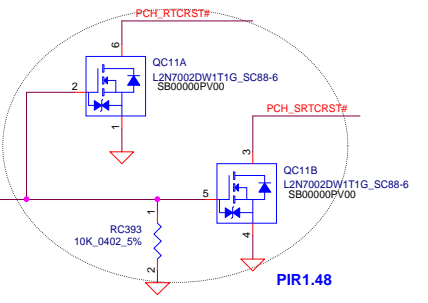 PCH_RTCRST#
6
QC11A
L2N7002DW1T1G_SC88-6
SB00000PV00
2
1
PCH_SRTCRST#
3
QC11B
L2N7002DW1T1G_SC88-6
SB00000PV00
5
1
RC393
10K_0402_5%
4
2
PIR1.48